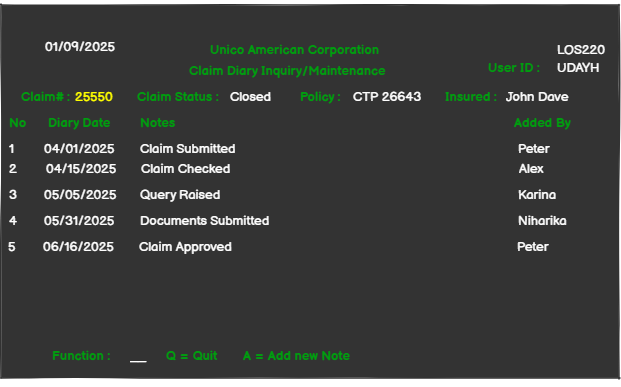 01/09/2025 Unico American Corporation LOS220
Claim Diary Inquiry/Maintenance User ID : UDAYH
Claim# : 25550 Claim Status : Closed Policy : CTP 26643 Insured : John Dave
No Diary Date Notes Added By
1 04/01/2025 Claim Submitted Peter
2 04/15/2025 Claim Checked Alex
3 05/05/2025 Query Raised Karina
4 05/31/2025 Documents Submitted Niharika
5 06/16/2025 Claim Approved Peter
Function : __ Q = Quit A = Add new Note